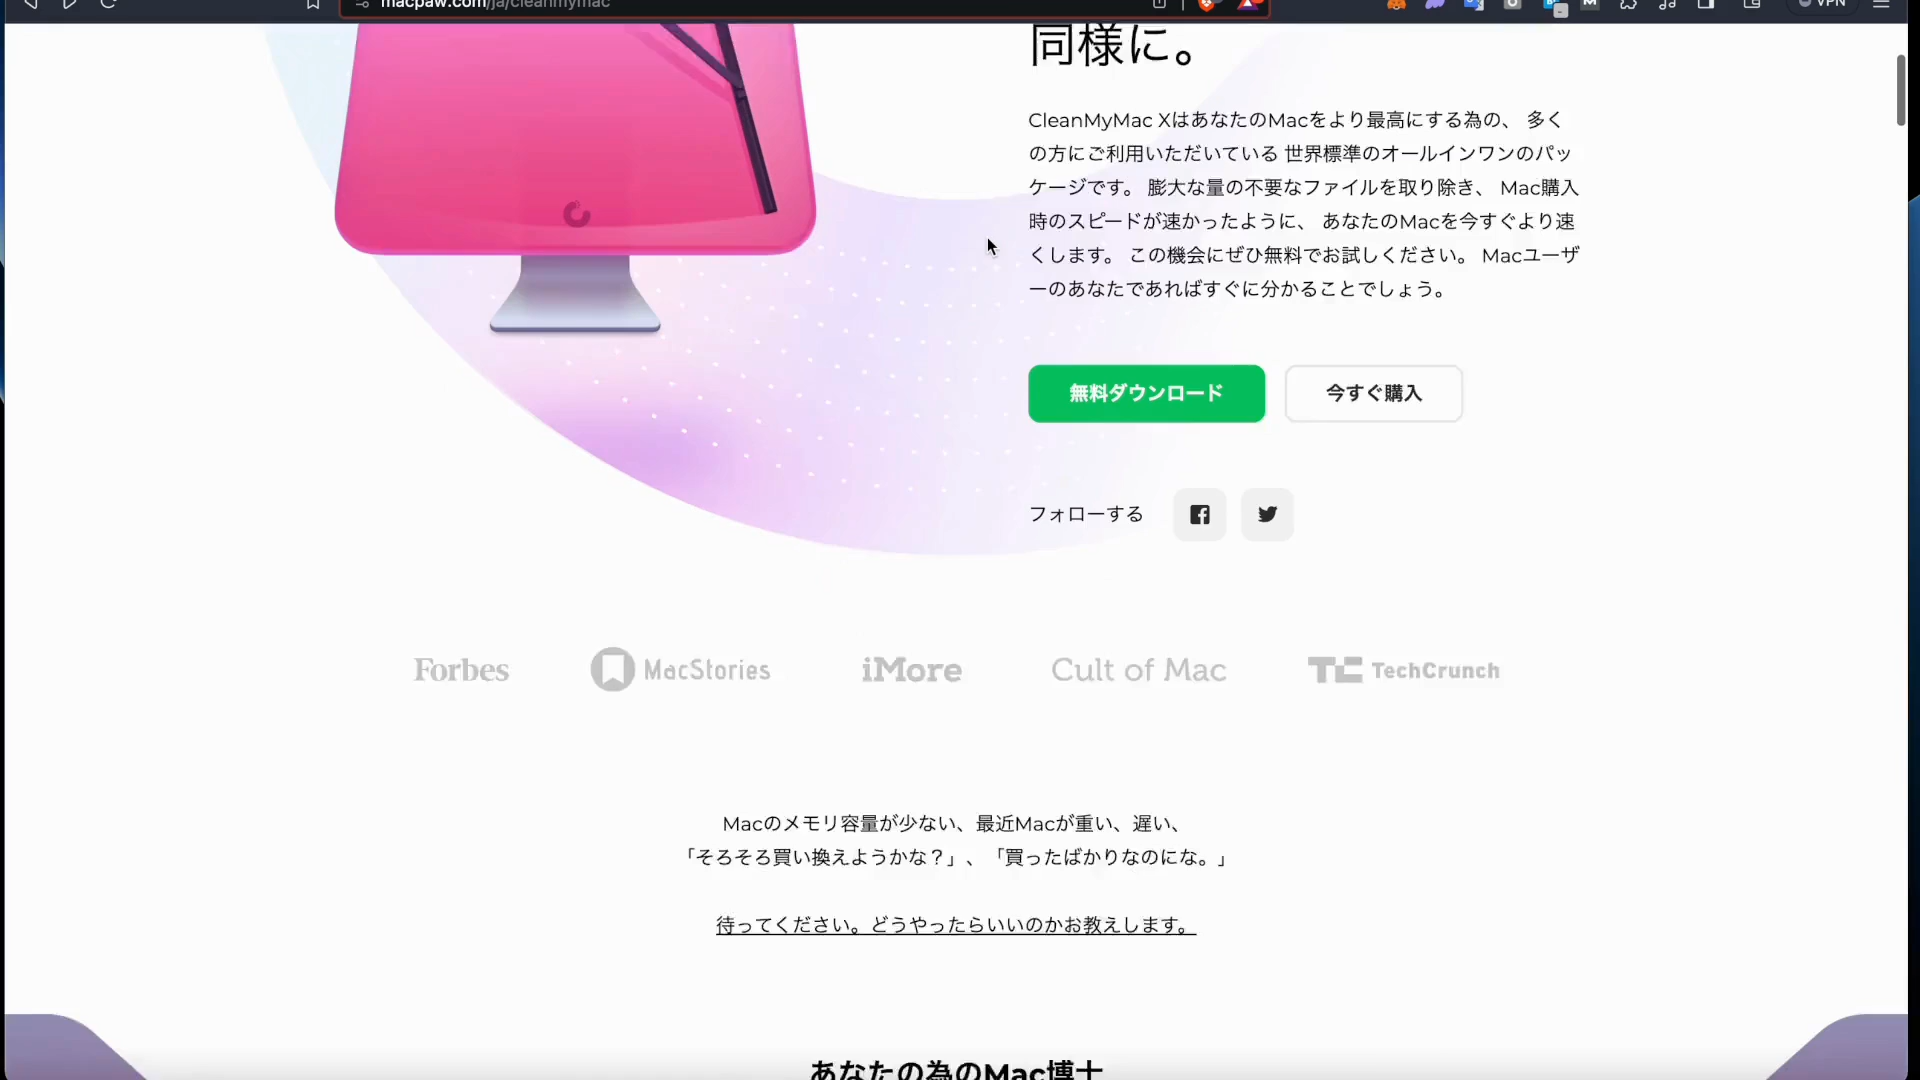 macpaw.com/ja/cleanmymac
VPN
同様に。
CleanMyMac XはあなたのMacをより最高にする為の、 多く
の方にご利用いただいている 世界標準のオールインワンのパッ
ケージです。 膨大な量の不要なファイルを取り除き、 Mac購入
時のスピードが速かったように、 あなたのMacを今すぐより速
くします。 この機会にぜひ無料でお試しください。 Macユーザ
ーのあなたであればすぐに分かることでしょう。
無料ダウンロード
今すぐ購入
フォローする
Forbes
MacStories
iMore
Cult of Mac
TC TechCrunch
Macのメモリ容量が少ない、最近Macが重い、遅い、
「そろそろ買い換えようかな？」、「買ったばかりなのにな。」
待ってください。どうやったらいいのかお教えします。
あなたの為のMac博士